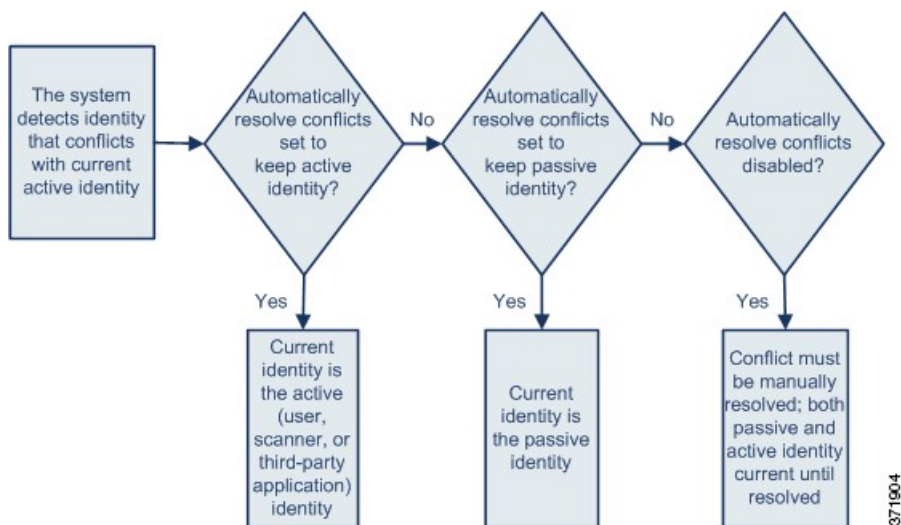 The system
detects identity
that conflicts
with current
active identity
Automatically
resolve conflicts
set to
keep active
identity?
No
Automatically
resolve conflicts
set to
keep passive
identity?
No
Automatically
resolve conflicts
disabled?
Yes
Yes
Yes
Current
identity is
the active
(user,
scanner, or
third-party
application)
identity
Current
identity is
the passive
identity
Conflict must
be manually
resolved; both
passive and
active identity
current until
resolved
371904